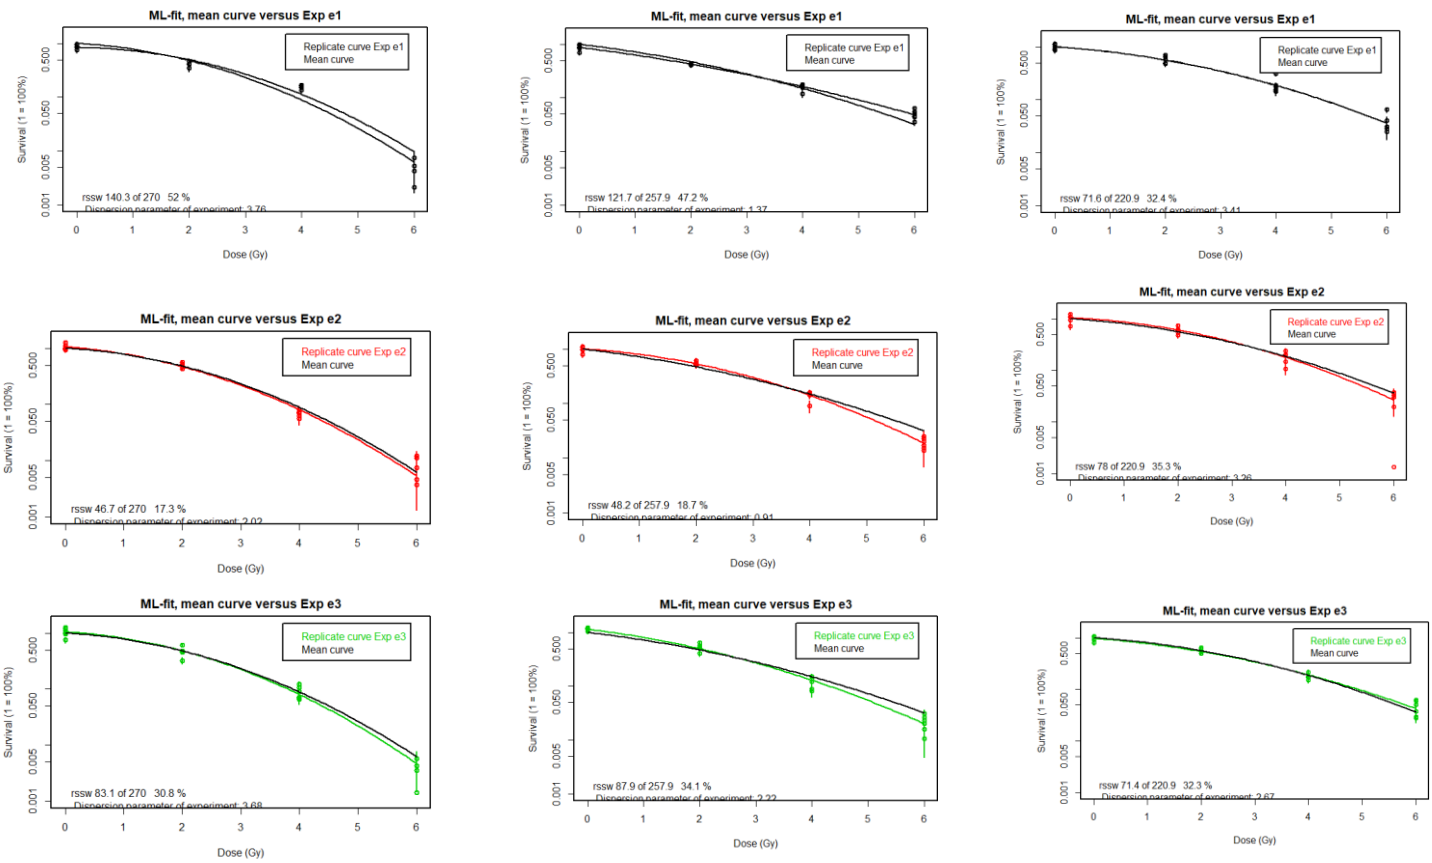 ML-fit, mean curve versus Exp e1
Replicate curve Exp e1
Mean curve
Survival (1 = 100%)
0.500
0.050
0.005
0.001
rssw 140.3 of 270 52 %
Dispersion parameter of experiment: 3.76
0 1 2 3 4 5 6
Dose (Gy)
ML-fit, mean curve versus Exp e1
Replicate curve Exp e1
Mean curve
Survival (1 = 100%)
0.500
0.050
0.005
0.001
rssw 121.7 of 257.9 47.2 %
Dispersion parameter of experiment: 1.37
0 1 2 3 4 5 6
Dose (Gy)
ML-fit, mean curve versus Exp e1
Replicate curve Exp e1
Mean curve
Survival (1 = 100%)
0.500
0.050
0.005
0.001
rssw 71.6 of 220.9 32.4 %
Dispersion parameter of experiment: 3.41
0 1 2 3 4 5 6
Dose (Gy)
ML-fit, mean curve versus Exp e2
Replicate curve Exp e2
Mean curve
Survival (1 = 100%)
0.500
0.050
0.005
0.001
rssw 46.7 of 270 17.3 %
Dispersion parameter of experiment: 2.02
0 1 2 3 4 5 6
Dose (Gy)
ML-fit, mean curve versus Exp e2
Replicate curve Exp e2
Mean curve
Survival (1 = 100%)
0.500
0.050
0.005
0.001
rssw 48.2 of 257.9 18.7 %
Dispersion parameter of experiment: 0.91
0 1 2 3 4 5 6
Dose (Gy)
ML-fit, mean curve versus Exp e2
Replicate curve Exp e2
Mean curve
Survival (1 = 100%)
0.500
0.050
0.005
0.001
rssw 78 of 220.9 35.3 %
Dispersion parameter of experiment: 3.26
0 1 2 3 4 5 6
Dose (Gy)
ML-fit, mean curve versus Exp e3
Replicate curve Exp e3
Mean curve
Survival (1 = 100%)
0.500
0.050
0.005
0.001
rssw 83.1 of 270 30.8 %
Dispersion parameter of experiment: 3.68
0 1 2 3 4 5 6
Dose (Gy)
ML-fit, mean curve versus Exp e3
Replicate curve Exp e3
Mean curve
Survival (1 = 100%)
0.500
0.050
0.005
0.001
rssw 87.9 of 257.9 34.1 %
Dispersion parameter of experiment: 2.22
0 1 2 3 4 5 6
Dose (Gy)
ML-fit, mean curve versus Exp e3
Replicate curve Exp e3
Mean curve
Survival (1 = 100%)
0.500
0.050
0.005
0.001
rssw 71.4 of 220.9 32.3 %
Dispersion parameter of experiment: 2.67
0 1 2 3 4 5 6
Dose (Gy)